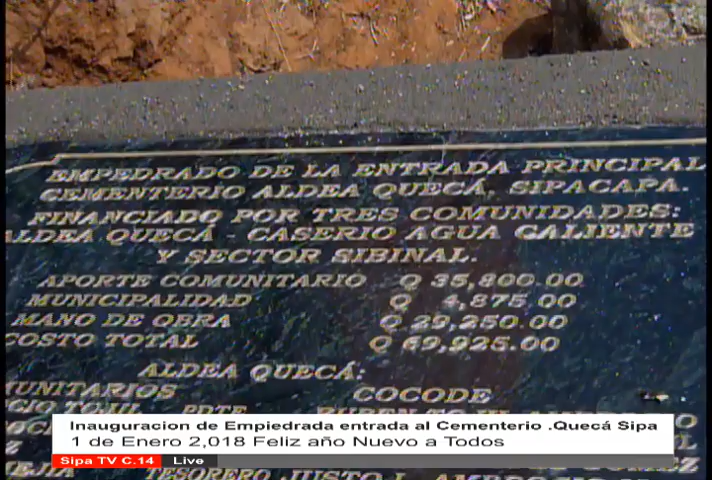 EMPEDRADO DE LA ENTRADA PRINCIPAL
CEMENTERIO ALDEA QUECÁ, SIPACAPA.
FINANCIADO POR TRES COMUNIDADES:
ALDEA QUECÁ - CASERIO AGUA CALIENTE
Y SECTOR SIBINAL.
APORTE COMUNITARIO Q 35,800.00
MUNICIPALIDAD Q 4,875.00
MANO DE OBRA Q 29,250.00
COSTO TOTAL Q 69,925.00
ALDEA QUECÁ:
UNITARIOS COCODE
PDTE
Inauguracion de Empiedrada entrada al Cementerio .Quecá Sipa
1 de Enero 2,018 Feliz año Nuevo a Todos
Sipa TV C.14 Live
TESORERO JUSTO